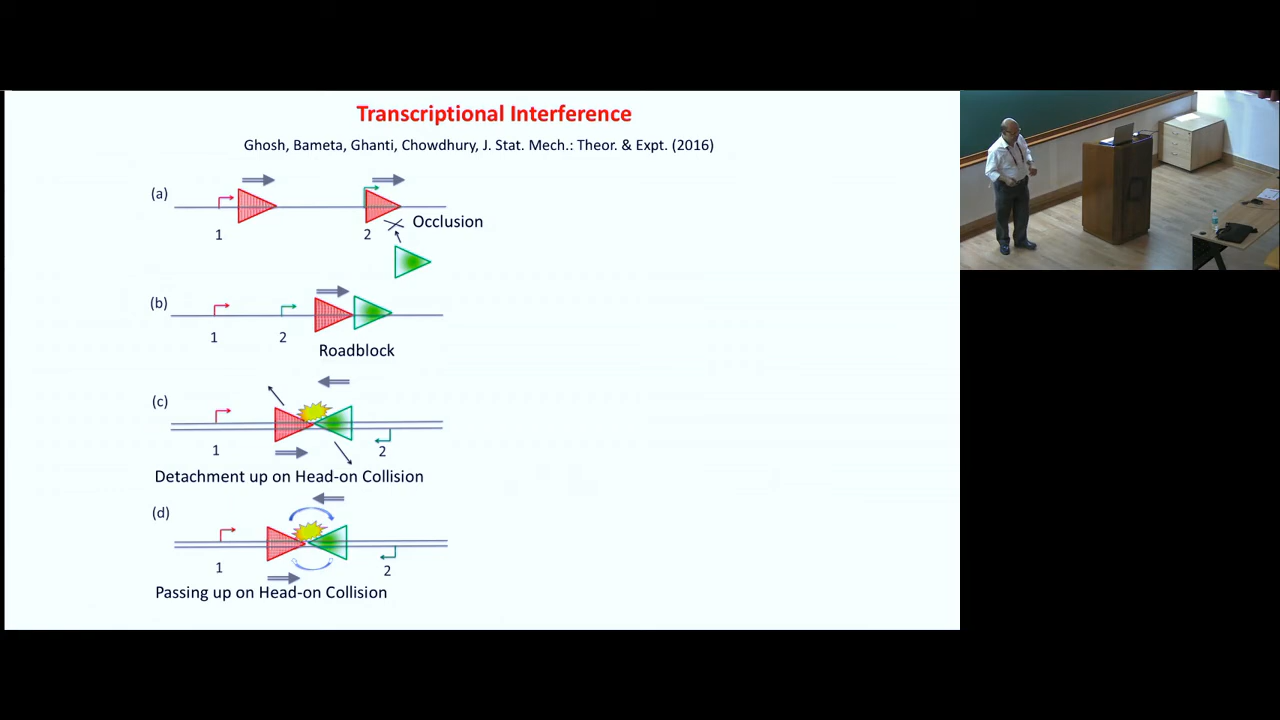 Transcriptional Interference
Ghosh, Bameta, Ghanti, Chowdhury, J. Stat. Mech.: Theor. & Expt. (2016)
(a)
1
2
Occlusion
(b)
1
2
Roadblock
(c)
1
2
Detachment up on Head-on Collision
(d)
1
2
Passing up on Head-on Collision